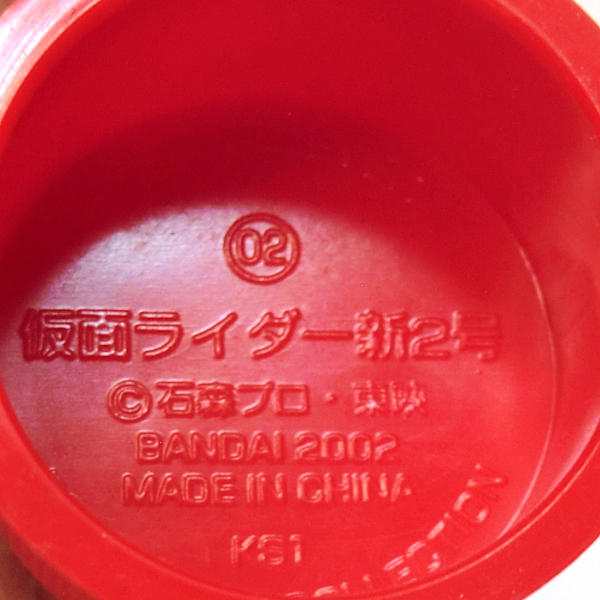 02
仮面ライダー新2号
©石森プロ・東映
BANDAI 2002
MADE IN CHINA
KS1
COLLECTION